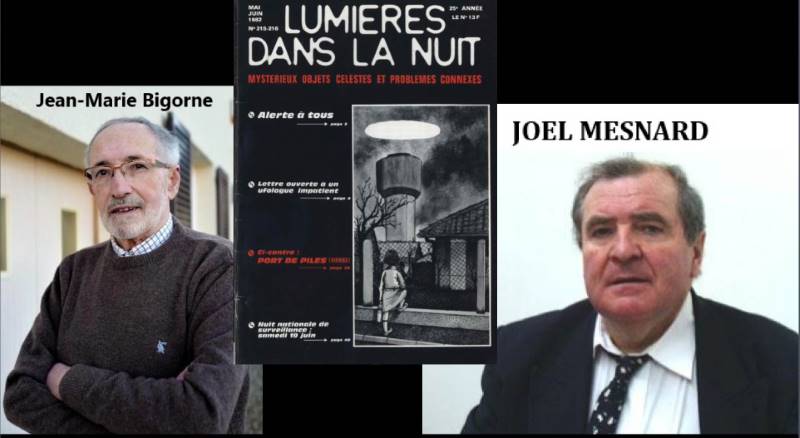 Jean-Marie Bigorne
MAI
JUIN
1982
N° 215-216
25e ANNÉE
LE N° 13 F
LUMIERES
DANS LA NUIT
MYSTERIEUX OBJETS CELESTES ET PROBLEMES CONNEXES
Alerte à tous
Lettre ouverte à un
ufologue impatient
Ci-contre :
PORT DE PILES (VIENNE)
Nuit nationale de
surveillance :
samedi 19 juin
JOEL MESNARD